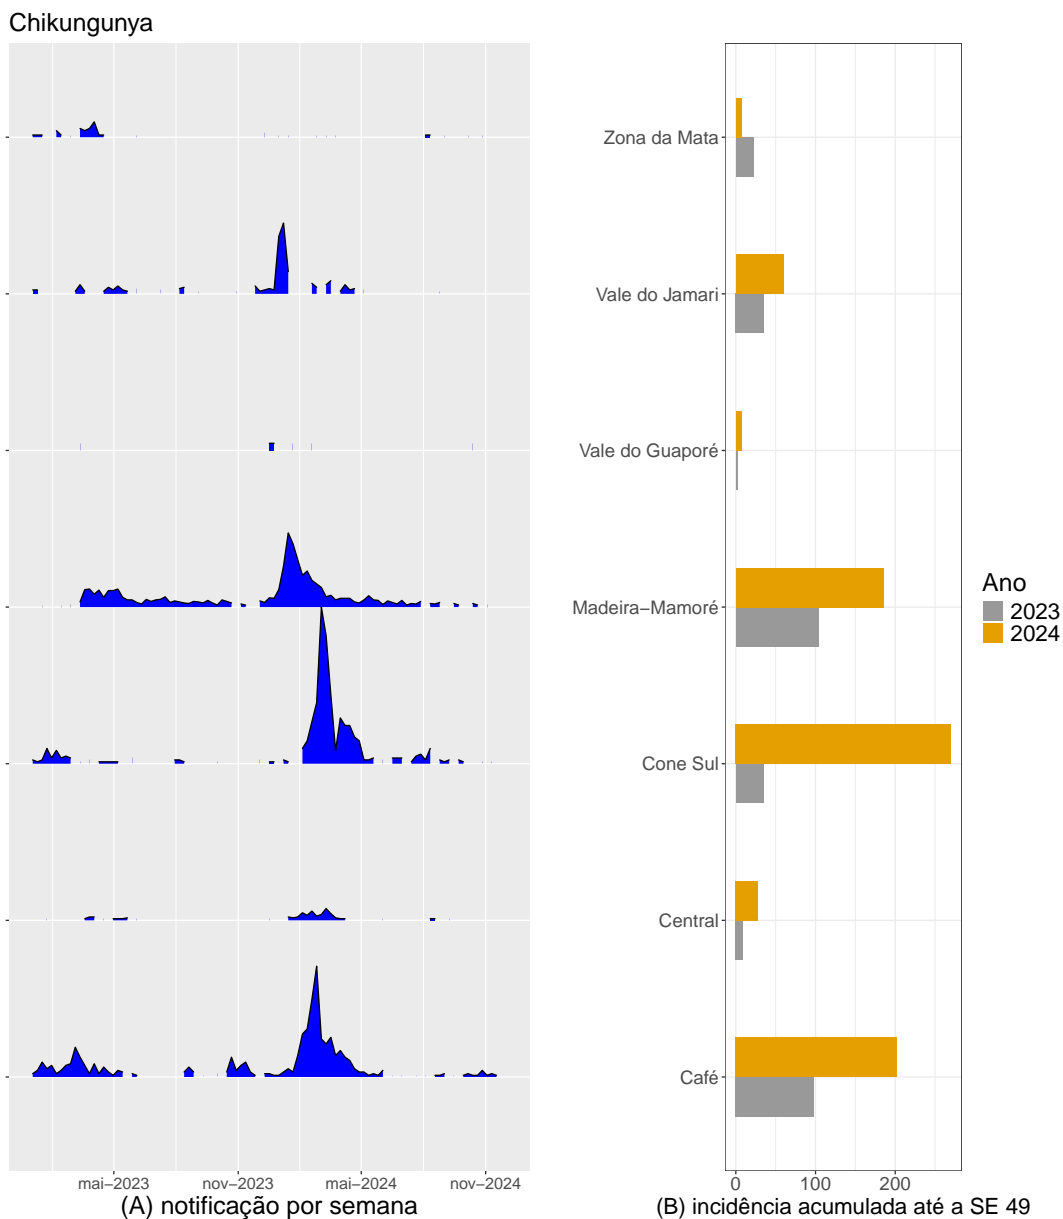 Chikungunya
Zona da Mata
Vale do Jamari
Vale do Guaporé
Madeira−Mamoré
Cone Sul
Central
Café
Ano
2023
2024
mai−2023
nov−2023
mai−2024
nov−2024
0
100
200
(A) notificação por semana
(B) incidência acumulada até a SE 49